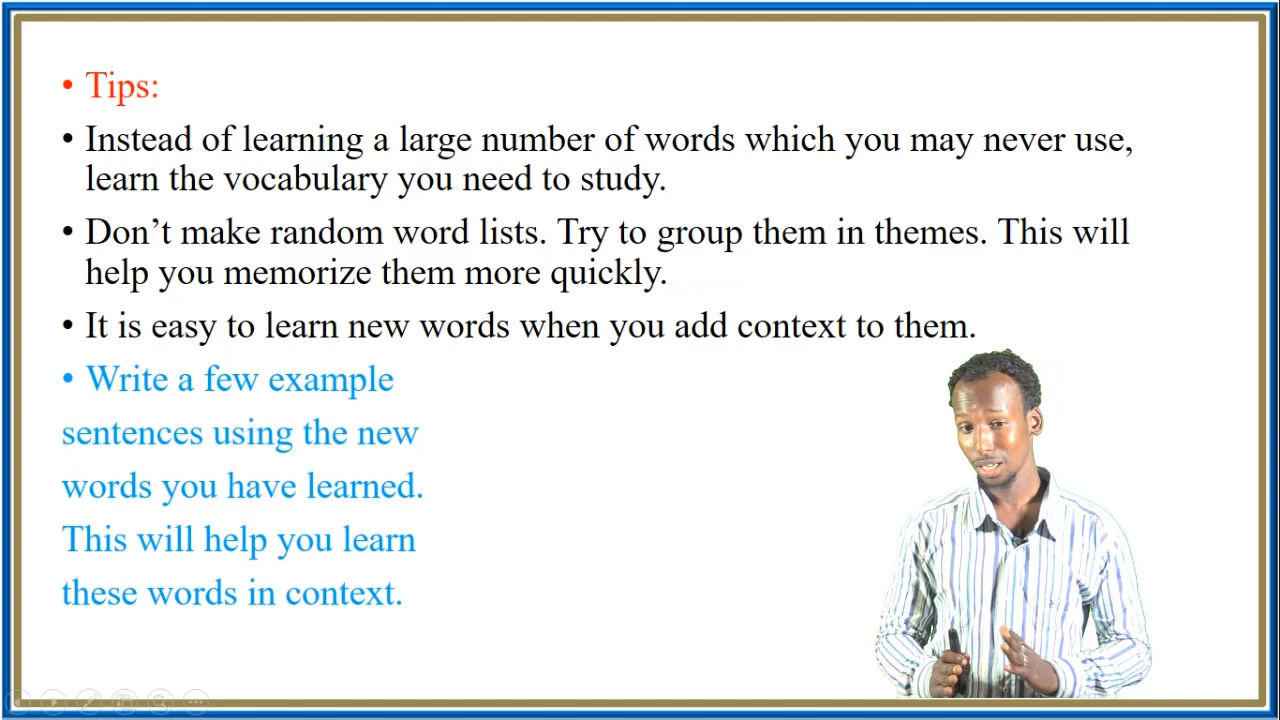 • Tips:
• Instead of learning a large number of words which you may never use,
learn the vocabulary you need to study.
• Don’t make random word lists. Try to group them in themes. This will
help you memorize them more quickly.
• It is easy to learn new words when you add context to them.
• Write a few example
sentences using the new
words you have learned.
This will help you learn
these words in context.